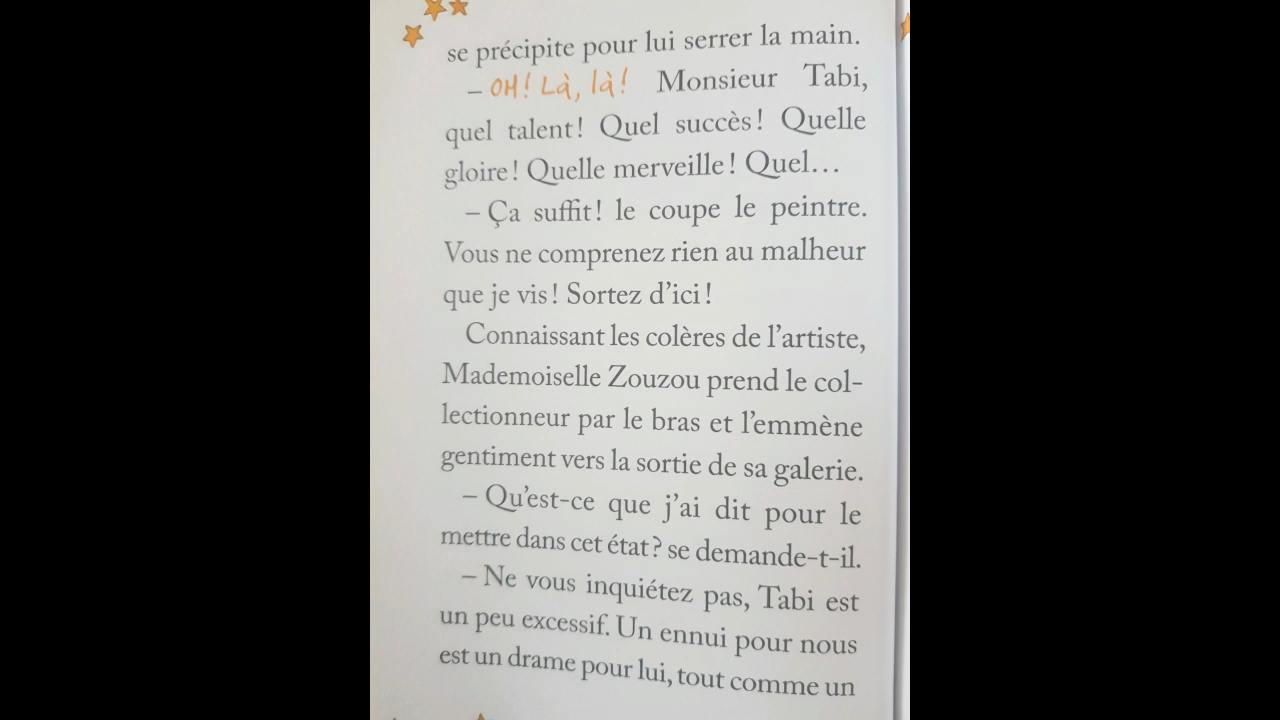 se précipite pour lui serrer la main.
– OH! Là, là! Monsieur Tabi,
quel talent! Quel succès! Quelle
gloire! Quelle merveille! Quel…
– Ça suffit! le coupe le peintre.
Vous ne comprenez rien au malheur
que je vis! Sortez d’ici!
Connaissant les colères de l’artiste,
Mademoiselle Zouzou prend le col-
lectionneur par le bras et l’emmène
gentiment vers la sortie de sa galerie.
– Qu’est-ce que j’ai dit pour le
mettre dans cet état? se demande-t-il.
– Ne vous inquiétez pas, Tabi est
un peu excessif. Un ennui pour nous
est un drame pour lui, tout comme un